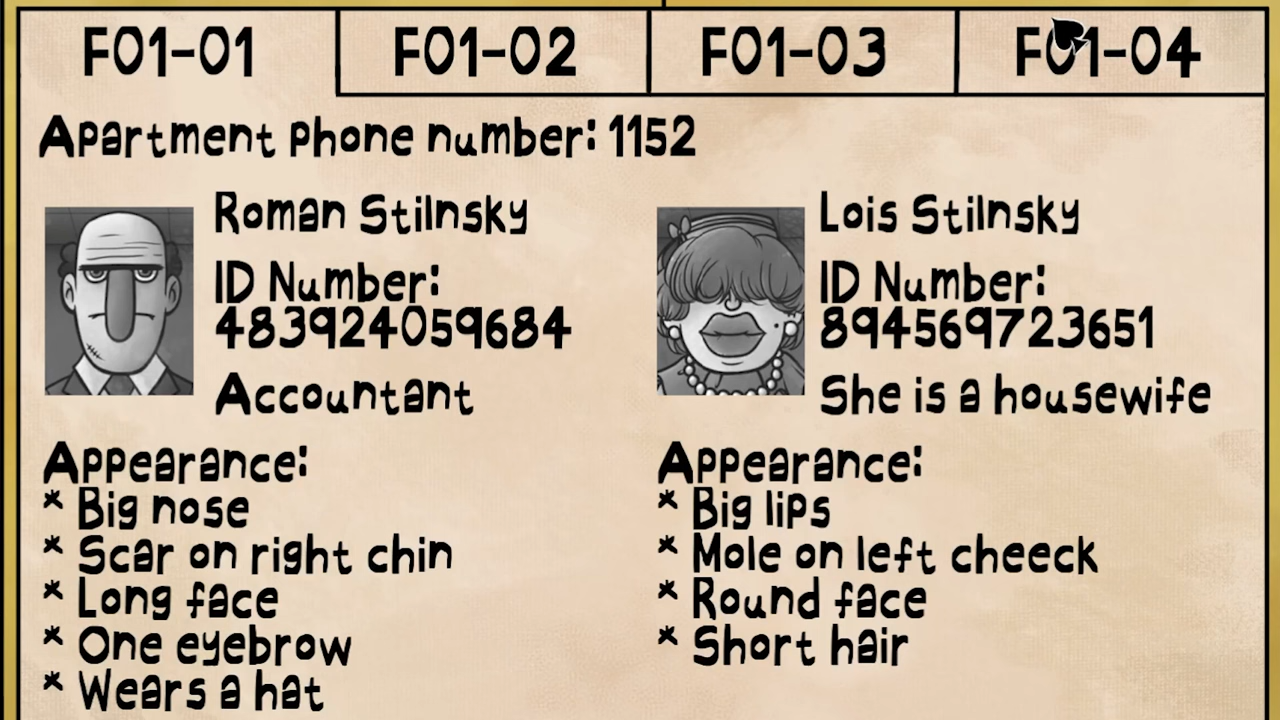 F01-01 F01-02 F01-03 F01-04
Apartment phone number: 1152
Roman Stilnsky
ID Number:
483924059684
Accountant
Appearance:
* Big nose
* Scar on right chin
* Long face
* One eyebrow
* Wears a hat
Lois Stilnsky
ID Number:
894569723651
She is a housewife
Appearance:
* Big lips
* Mole on left cheeck
* Round face
* Short hair